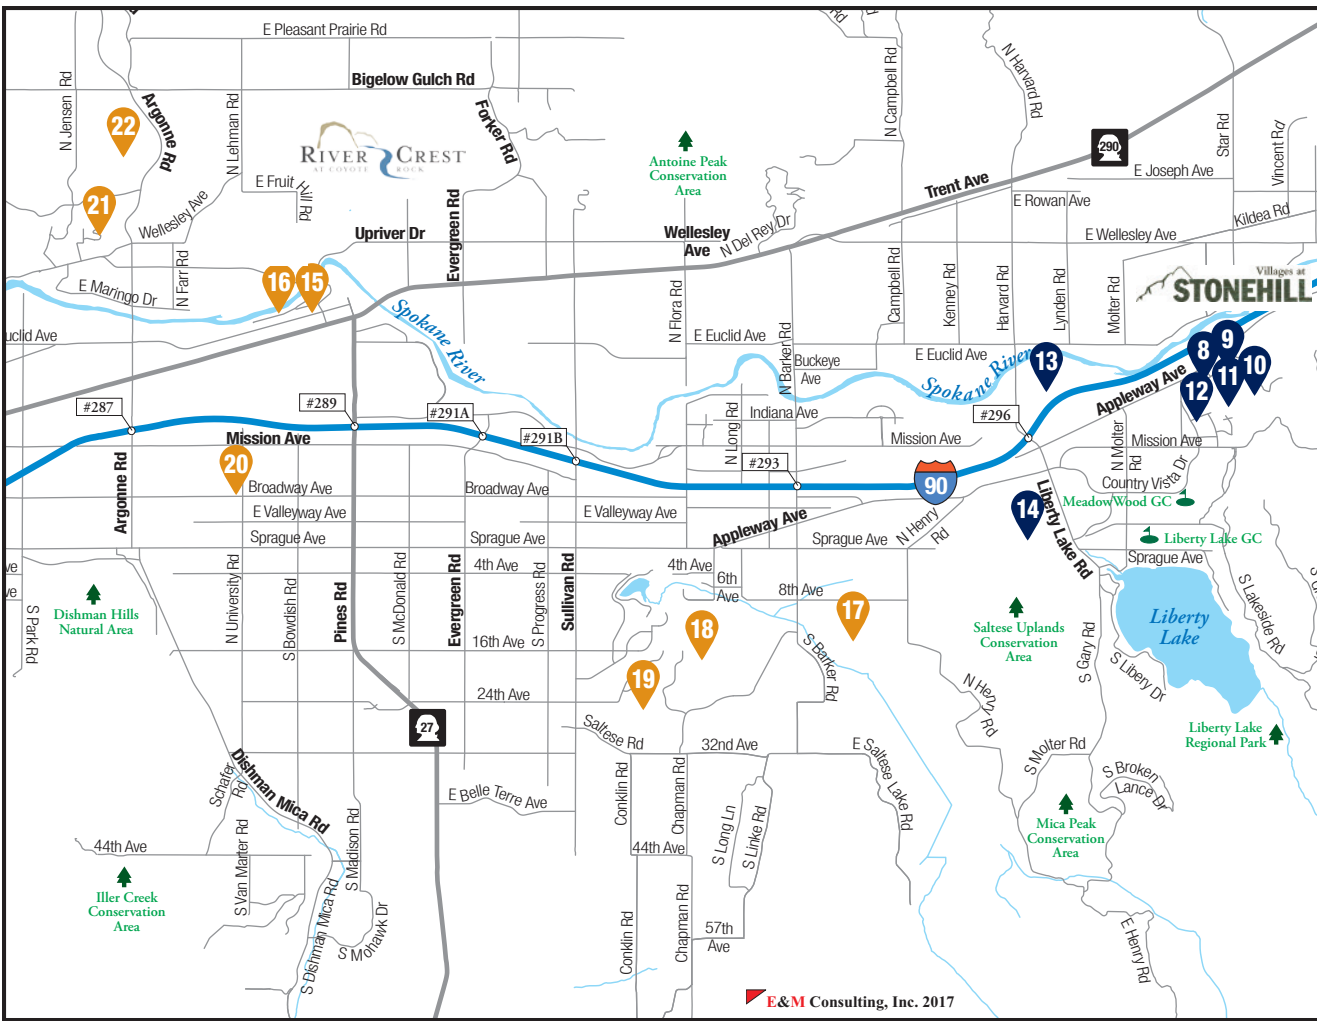 E Pleasant Prairie Rd
Bigelow Gulch Rd
N Jensen Rd
Argonne Rd
N Lehman Rd
Forker Rd
N Campbell Rd
N Harvard Rd
Rd
Rd
Star Rd
Vincent Rd
22
RIVER CREST
AT COYOTE ROCK
Antoine Peak
Conservation
Area
290
E Joseph Ave
Trent Ave
E Rowan Ave
E Fruit Hill Rd
21
Wellesley Ave
Upriver Dr
Evergreen Rd
Wellesley
Ave
N Del Rey Dr
Kildea Rd
E Wellesley Ave
N Farr Rd
E Maringo Dr
16
15
Spokane River
N Flora Rd
Campbell Rd
Kenney Rd
Harvard Rd
Lynden Rd
Molter Rd
Villages at
STONEHILL
uclid Ave
E Euclid Ave
N Barker Rd
Buckeye
Ave
E Euclid Ave
Spokane River
13
8
9
10
11
12
Appleway Ave
#287
#289
#291A
#291B
#293
#296
Indiana Ave
N Long Rd
Mission Ave
Mission Ave
Mission Ave
N Molter
Rd
Country Vista Dr
20
Argonne Rd
Broadway Ave
Broadway Ave
90
MeadowWood GC
14
Liberty Lake Rd
E Valleyway Ave
E Valleyway Ave
Appleway Ave
N Henry
Rd
Sprague Ave
Sprague Ave
Sprague Ave
Liberty Lake GC
Sprague Ave
ve
ve
S Park Rd
Dishman Hills
Natural Area
N University Rd
S Bowdish Rd
Pines Rd
S McDonald Rd
Evergreen Rd
4th Ave
S Progress Rd
Sullivan Rd
4th Ave
6th
Ave
8th Ave
17
18
19
16th Ave
24th Ave
S Barker Rd
Saltese Uplands
Conservation
Area
S Gary Rd
Liberty
Lake
S Lakeside Rd
S Libery Dr
N Henry Rd
27
Saltese Rd
32nd Ave
E Saltese Lake Rd
S Molter Rd
Liberty Lake
Regional Park
S Broken
Lance Dr
Schafer
Rd
Dishman Mica Rd
E Belle Terre Ave
Conklin Rd
Chapman Rd
S Long Ln
S Linke Rd
Mica Peak
Conservation
Area
44th Ave
44th Ave
S Van Marter Rd
S Madison Rd
Iller Creek
Conservation
Area
S Dishman Mica Rd
S Mohawk Dr
Conklin Rd
Chapman Rd
57th
Ave
E Henry Rd
E&M Consulting, Inc. 2017